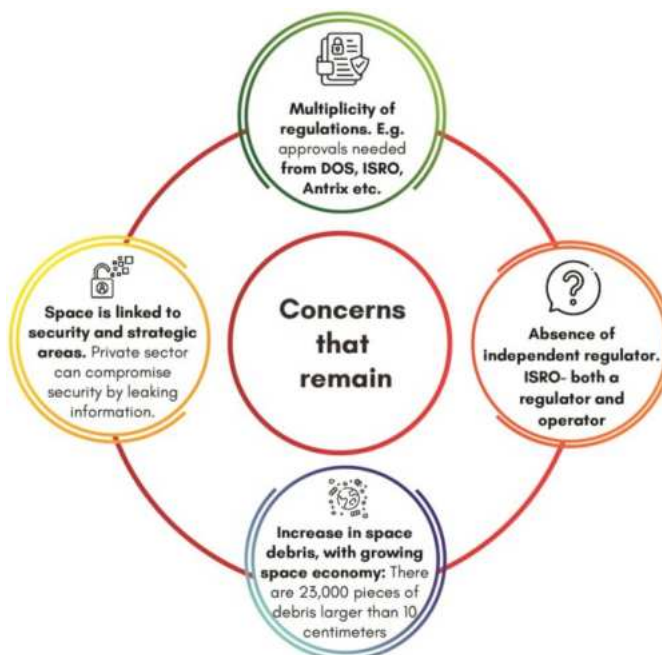 Multiplicity of
regulations. E.g.
approvals needed
from DOS, ISRO,
Antrix etc.
Space is linked to
security and strategic
areas. Private sector
can compromise
security by leaking
information.
Concerns
that
remain
?
Absence of
independent regulator.
ISRO- both a
regulator and
operator
Increase in space
debris, with growing
space economy: There
are 23,000 pieces of
debris larger than 10
centimeters